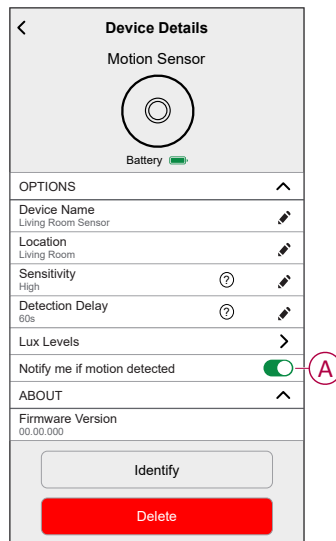 Device Details
Motion Sensor
Battery
OPTIONS
Device Name
Living Room Sensor
Location
Living Room
Sensitivity
High
?
Detection Delay
60s
?
Lux Levels
Notify me if motion detected
A
ABOUT
Firmware Version
00.00.000
Identify
Delete